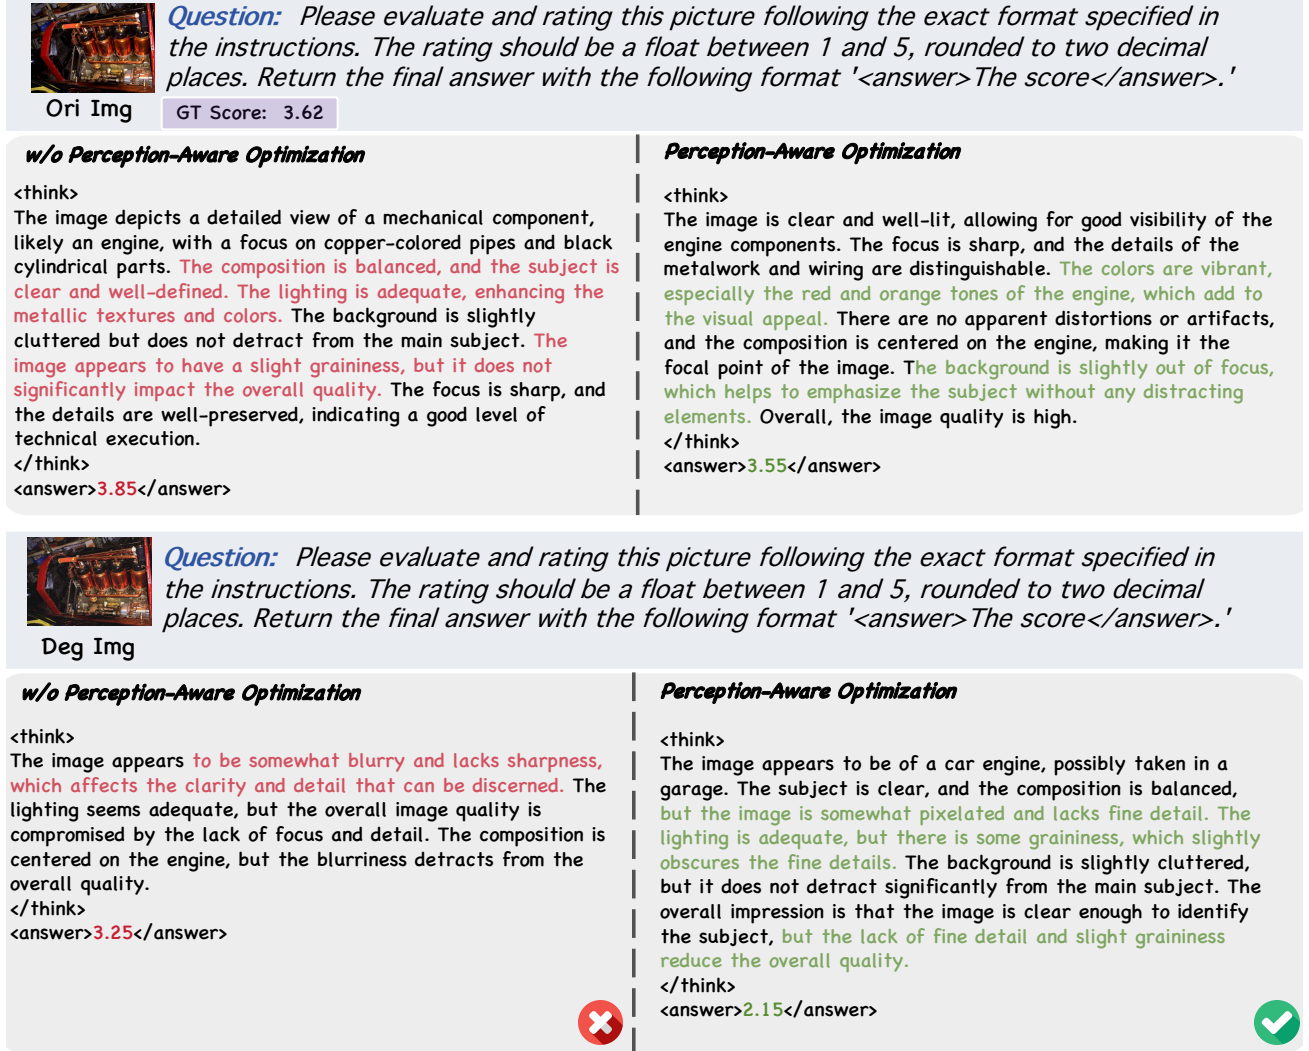 Question: Please evaluate and rating this picture following the exact format specified in
the instructions. The rating should be a float between 1 and 5, rounded to two decimal
places. Return the final answer with the following format '<answer>The score</answer>.'
Ori Img
GT Score: 3.62
w/o Perception-Aware Optimization
<think>
The image depicts a detailed view of a mechanical component,
likely an engine, with a focus on copper-colored pipes and black
cylindrical parts. The composition is balanced, and the subject is
clear and well-defined. The lighting is adequate, enhancing the
metallic textures and colors. The background is slightly
cluttered but does not detract from the main subject. The
image appears to have a slight graininess, but it does not
significantly impact the overall quality. The focus is sharp, and
the details are well-preserved, indicating a good level of
technical execution.
</think>
<answer>3.85</answer>
Perception-Aware Optimization
<think>
The image is clear and well-lit, allowing for good visibility of the
engine components. The focus is sharp, and the details of the
metalwork and wiring are distinguishable. The colors are vibrant,
especially the red and orange tones of the engine, which add to
the visual appeal. There are no apparent distortions or artifacts,
and the composition is centered on the engine, making it the
focal point of the image. The background is slightly out of focus,
which helps to emphasize the subject without any distracting
elements. Overall, the image quality is high.
</think>
<answer>3.55</answer>
Question: Please evaluate and rating this picture following the exact format specified in
the instructions. The rating should be a float between 1 and 5, rounded to two decimal
places. Return the final answer with the following format '<answer>The score</answer>.'
Deg Img
w/o Perception-Aware Optimization
<think>
The image appears to be somewhat blurry and lacks sharpness,
which affects the clarity and detail that can be discerned. The
lighting seems adequate, but the overall image quality is
compromised by the lack of focus and detail. The composition is
centered on the engine, but the blurriness detracts from the
overall quality.
</think>
<answer>3.25</answer>
Perception-Aware Optimization
<think>
The image appears to be of a car engine, possibly taken in a
garage. The subject is clear, and the composition is balanced,
but the image is somewhat pixelated and lacks fine detail. The
lighting is adequate, but there is some graininess, which slightly
obscures the fine details. The background is slightly cluttered,
but it does not detract significantly from the main subject. The
overall impression is that the image is clear enough to identify
the subject, but the lack of fine detail and slight graininess
reduce the overall quality.
</think>
<answer>2.15</answer>